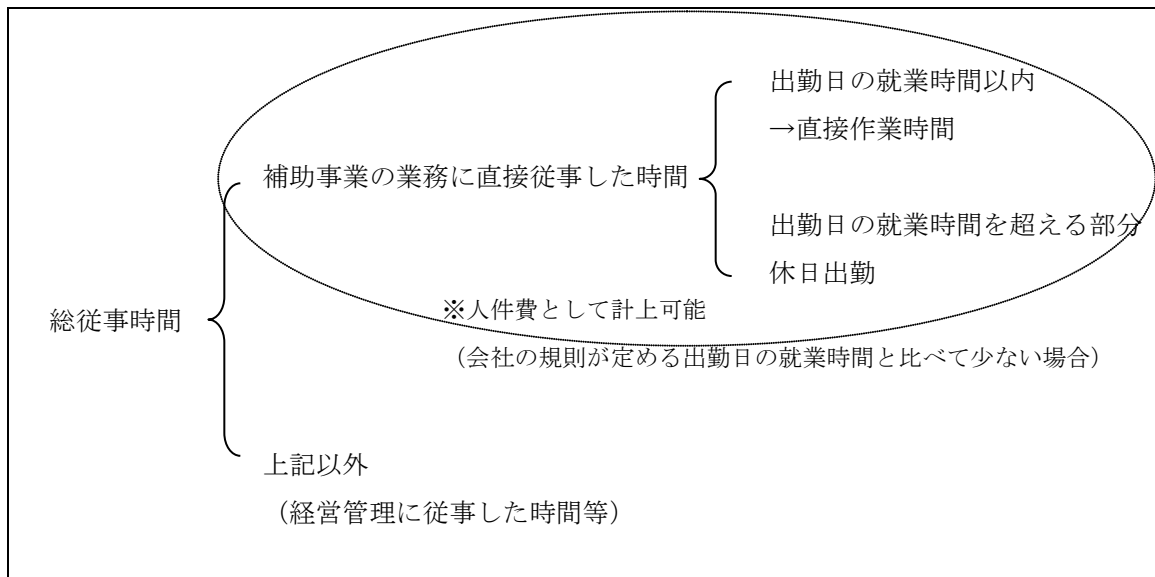 出勤日の就業時間以内
→直接作業時間
補助事業の業務に直接従事した時間
出勤日の就業時間を超える部分
休日出勤
※人件費として計上可能
総従事時間
（会社の規則が定める出勤日の就業時間と比べて少ない場合）
上記以外
（経営管理に従事した時間等）